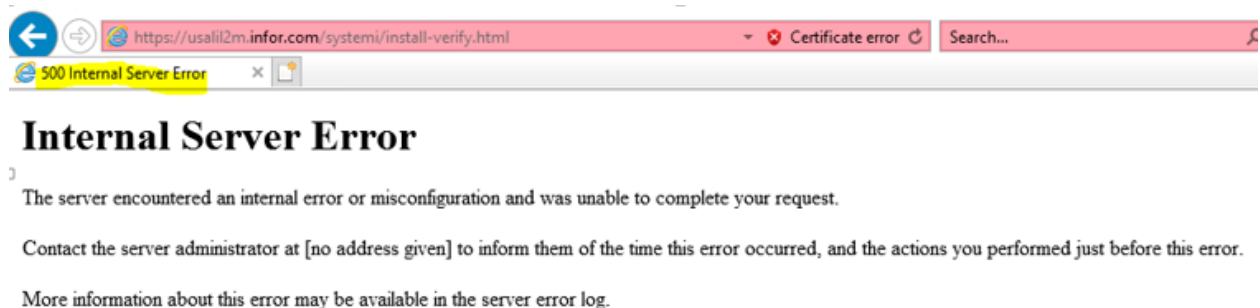 https://usalil2m.infor.com/systemi/install-verify.html Certificate error Search...
500 Internal Server Error
Internal Server Error
The server encountered an internal error or misconfiguration and was unable to complete your request.
Contact the server administrator at [no address given] to inform them of the time this error occurred, and the actions you performed just before this error.
More information about this error may be available in the server error log.